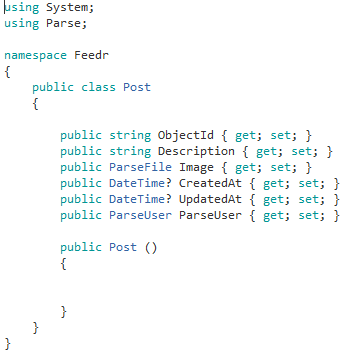 using System;
using Parse;
namespace Feedr
{
public class Post
{
public string ObjectId { get; set; }
public string Description { get; set; }
public ParseFile Image { get; set; }
public DateTime? CreatedAt { get; set; }
public DateTime? UpdatedAt { get; set; }
public ParseUser ParseUser { get; set; }
public Post ()
{
}
}
}